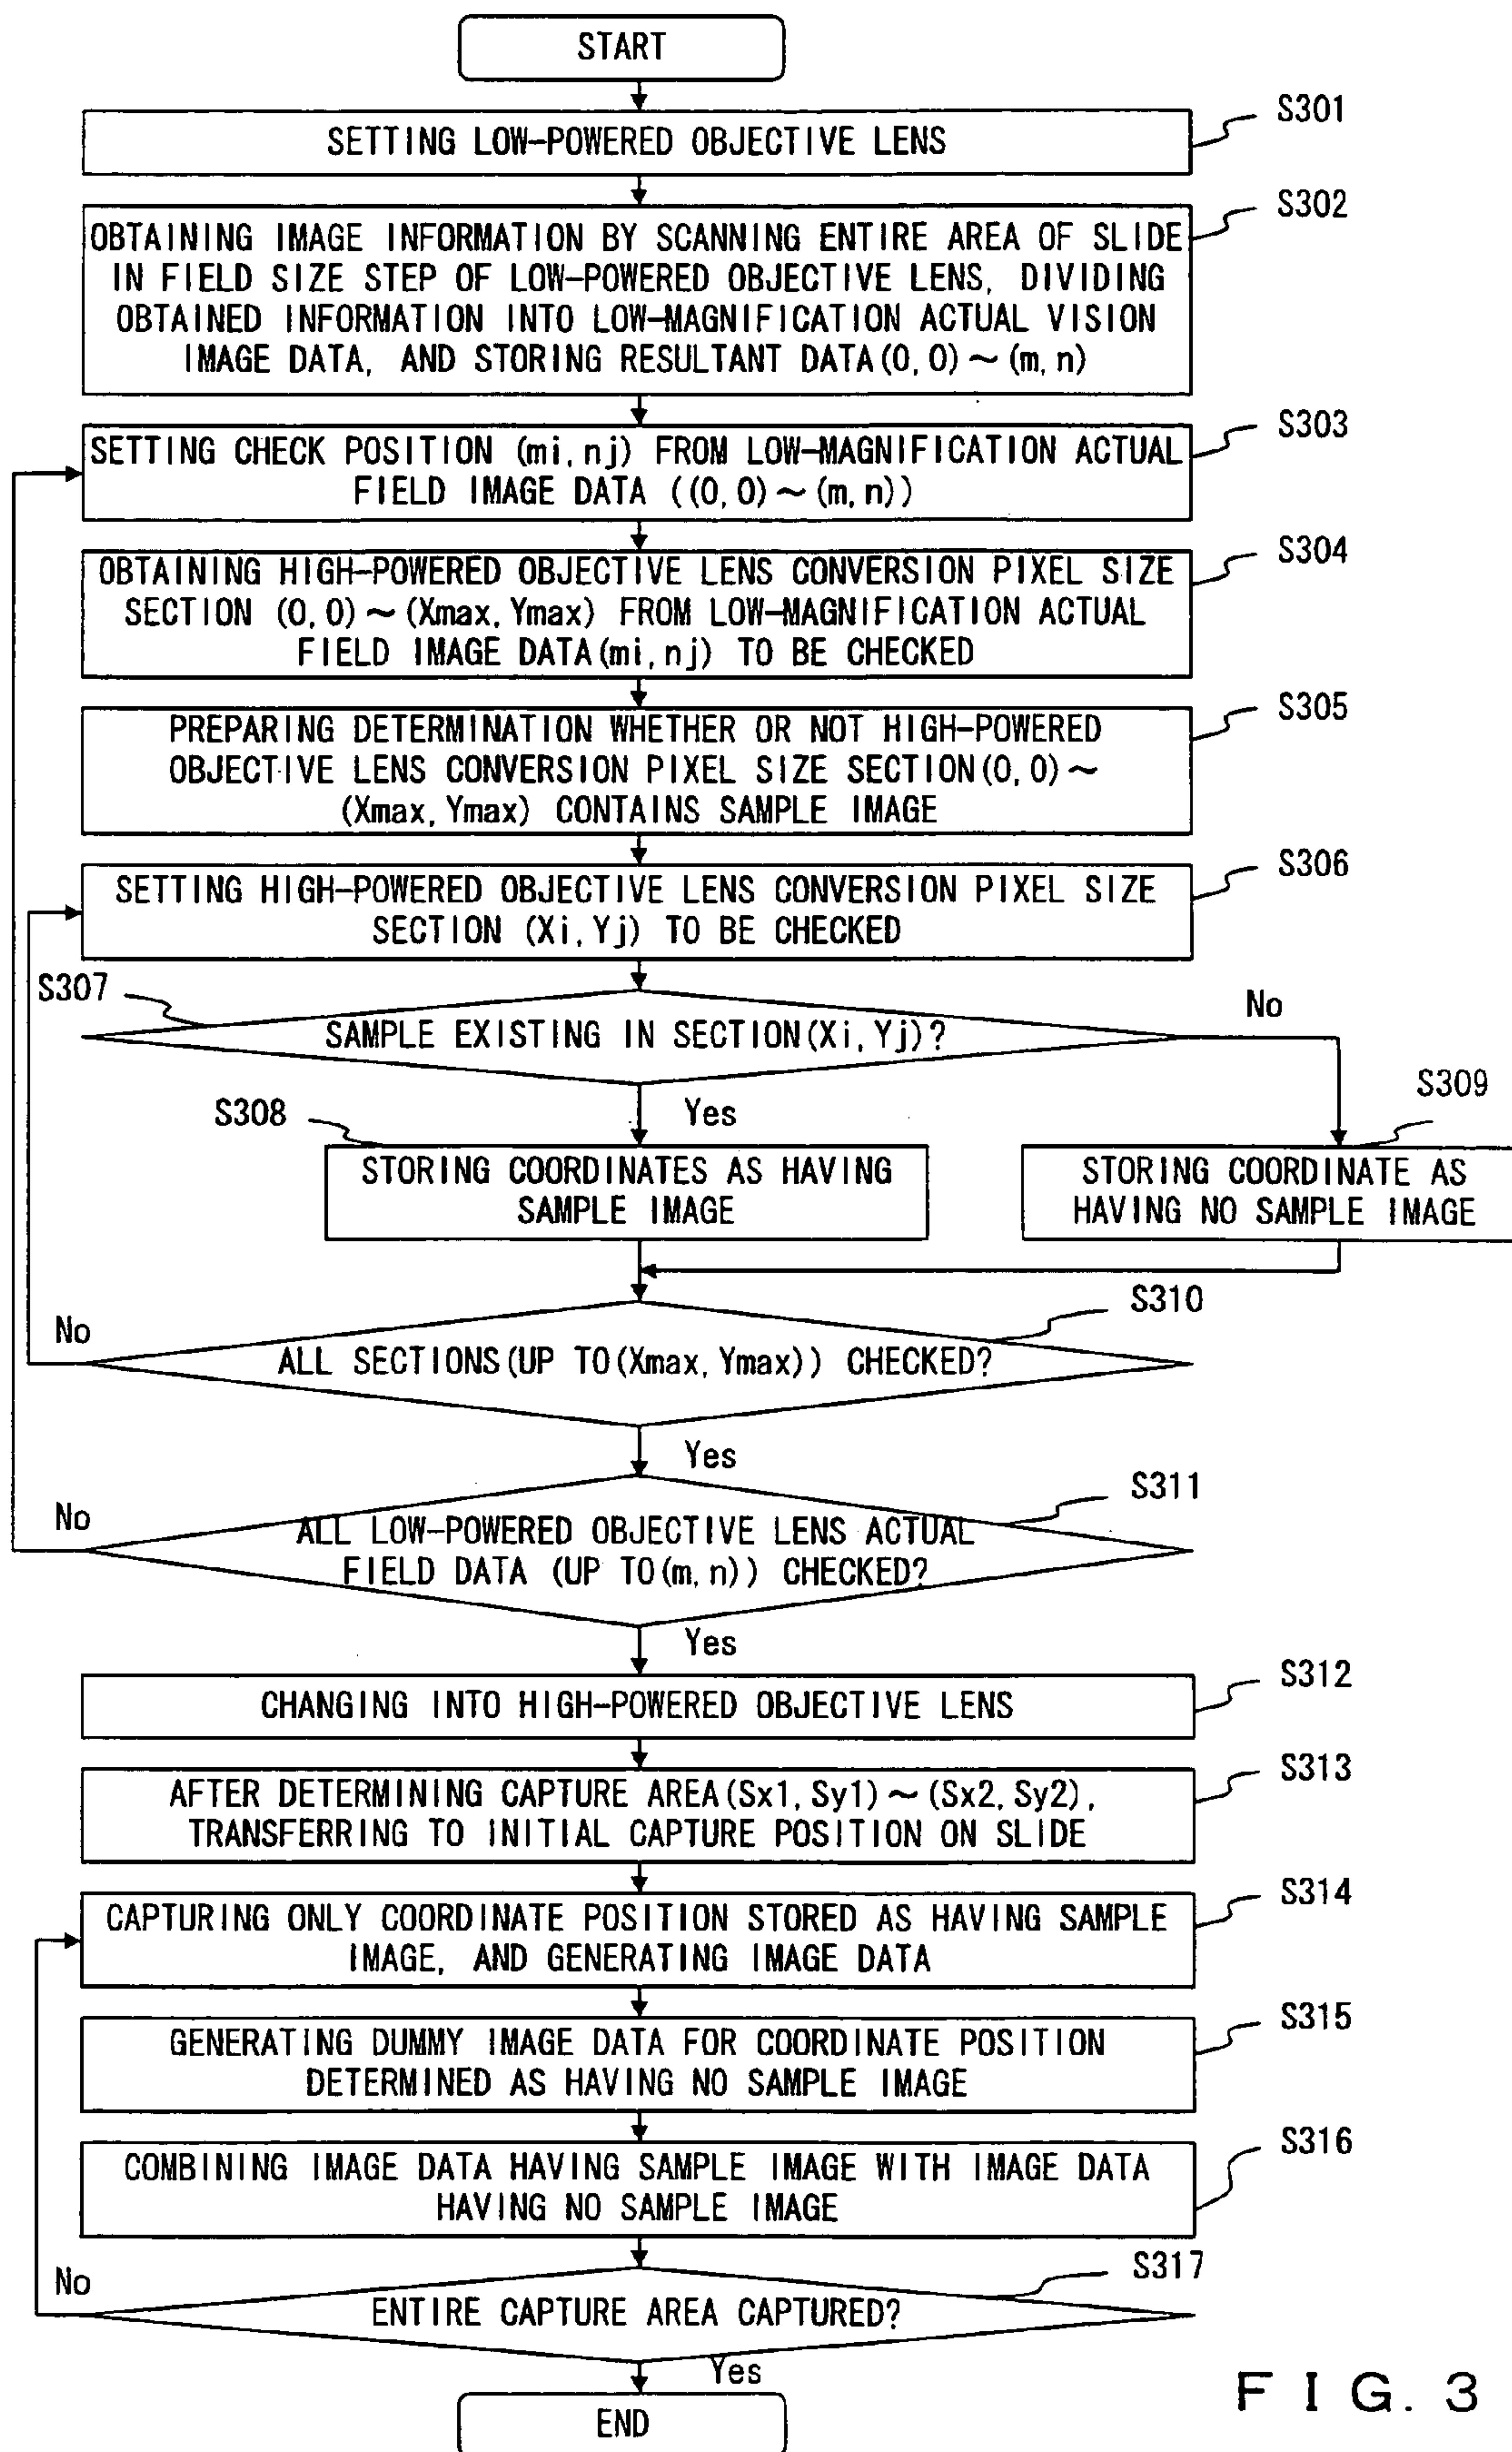 START
S301
SETTING LOW-POWERED OBJECTIVE LENS
S302
OBTAINING IMAGE INFORMATION BY SCANNING ENTIRE AREA OF SLIDE
IN FIELD SIZE STEP OF LOW-POWERED OBJECTIVE LENS, DIVIDING
OBTAINED INFORMATION INTO LOW-MAGNIFICATION ACTUAL VISION
IMAGE DATA, AND STORING RESULTANT DATA(0,0)~(m,n)
S303
SETTING CHECK POSITION (mi,nj) FROM LOW-MAGNIFICATION ACTUAL
FIELD IMAGE DATA ((0,0)~(m,n))
S304
OBTAINING HIGH-POWERED OBJECTIVE LENS CONVERSION PIXEL SIZE
SECTION (0,0)~(Xmax,Ymax) FROM LOW-MAGNIFICATION ACTUAL
FIELD IMAGE DATA(mi,nj) TO BE CHECKED
S305
PREPARING DETERMINATION WHETHER OR NOT HIGH-POWERED
OBJECTIVE LENS CONVERSION PIXEL SIZE SECTION(0,0)~
(Xmax,Ymax) CONTAINS SAMPLE IMAGE
S306
SETTING HIGH-POWERED OBJECTIVE LENS CONVERSION PIXEL SIZE
SECTION (Xi,Yj) TO BE CHECKED
S307
No
SAMPLE EXISTING IN SECTION(Xi,Yj)?
S308
Yes
S309
STORING COORDINATES AS HAVING
SAMPLE IMAGE
STORING COORDINATE AS
HAVING NO SAMPLE IMAGE
S310
No
ALL SECTIONS(UP TO(Xmax,Ymax)) CHECKED?
Yes
S311
No
ALL LOW-POWERED OBJECTIVE LENS ACTUAL
FIELD DATA (UP TO(m,n)) CHECKED?
Yes
S312
CHANGING INTO HIGH-POWERED OBJECTIVE LENS
S313
AFTER DETERMINING CAPTURE AREA(Sx1,Sy1)~(Sx2,Sy2),
TRANSFERRING TO INITIAL CAPTURE POSITION ON SLIDE
S314
CAPTURING ONLY COORDINATE POSITION STORED AS HAVING SAMPLE
IMAGE, AND GENERATING IMAGE DATA
S315
GENERATING DUMMY IMAGE DATA FOR COORDINATE POSITION
DETERMINED AS HAVING NO SAMPLE IMAGE
S316
COMBINING IMAGE DATA HAVING SAMPLE IMAGE WITH IMAGE DATA
HAVING NO SAMPLE IMAGE
S317
No
ENTIRE CAPTURE AREA CAPTURED?
Yes
END
FIG. 3